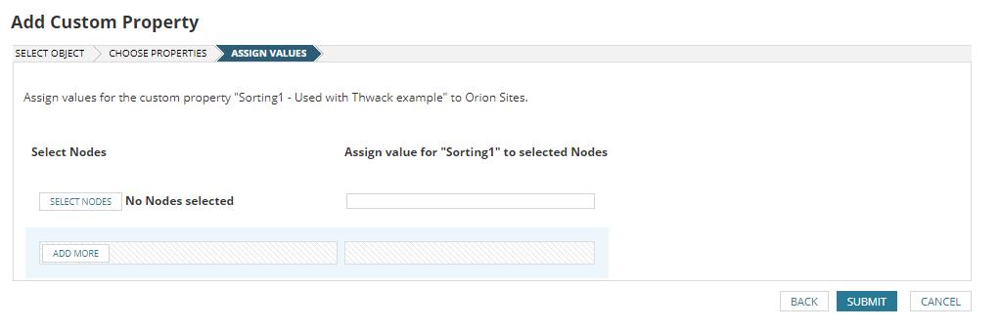 Add Custom Property
SELECT OBJECT CHOOSE PROPERTIES ASSIGN VALUES
Assign values for the custom property "Sorting1 - Used with Thwack example" to Orion Sites.
Select Nodes Assign value for "Sorting1" to selected Nodes
SELECT NODES No Nodes selected
ADD MORE
BACK SUBMIT CANCEL